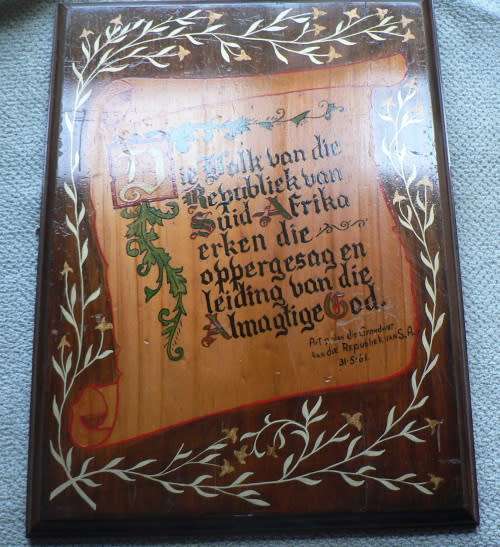 Die Volk van die
Republiek van
Suid-Afrika
erken die
oppergesag en
leiding van die
Almagtige God.
Art van die Grondwet
van die Republiek van S.A.
31·5·61